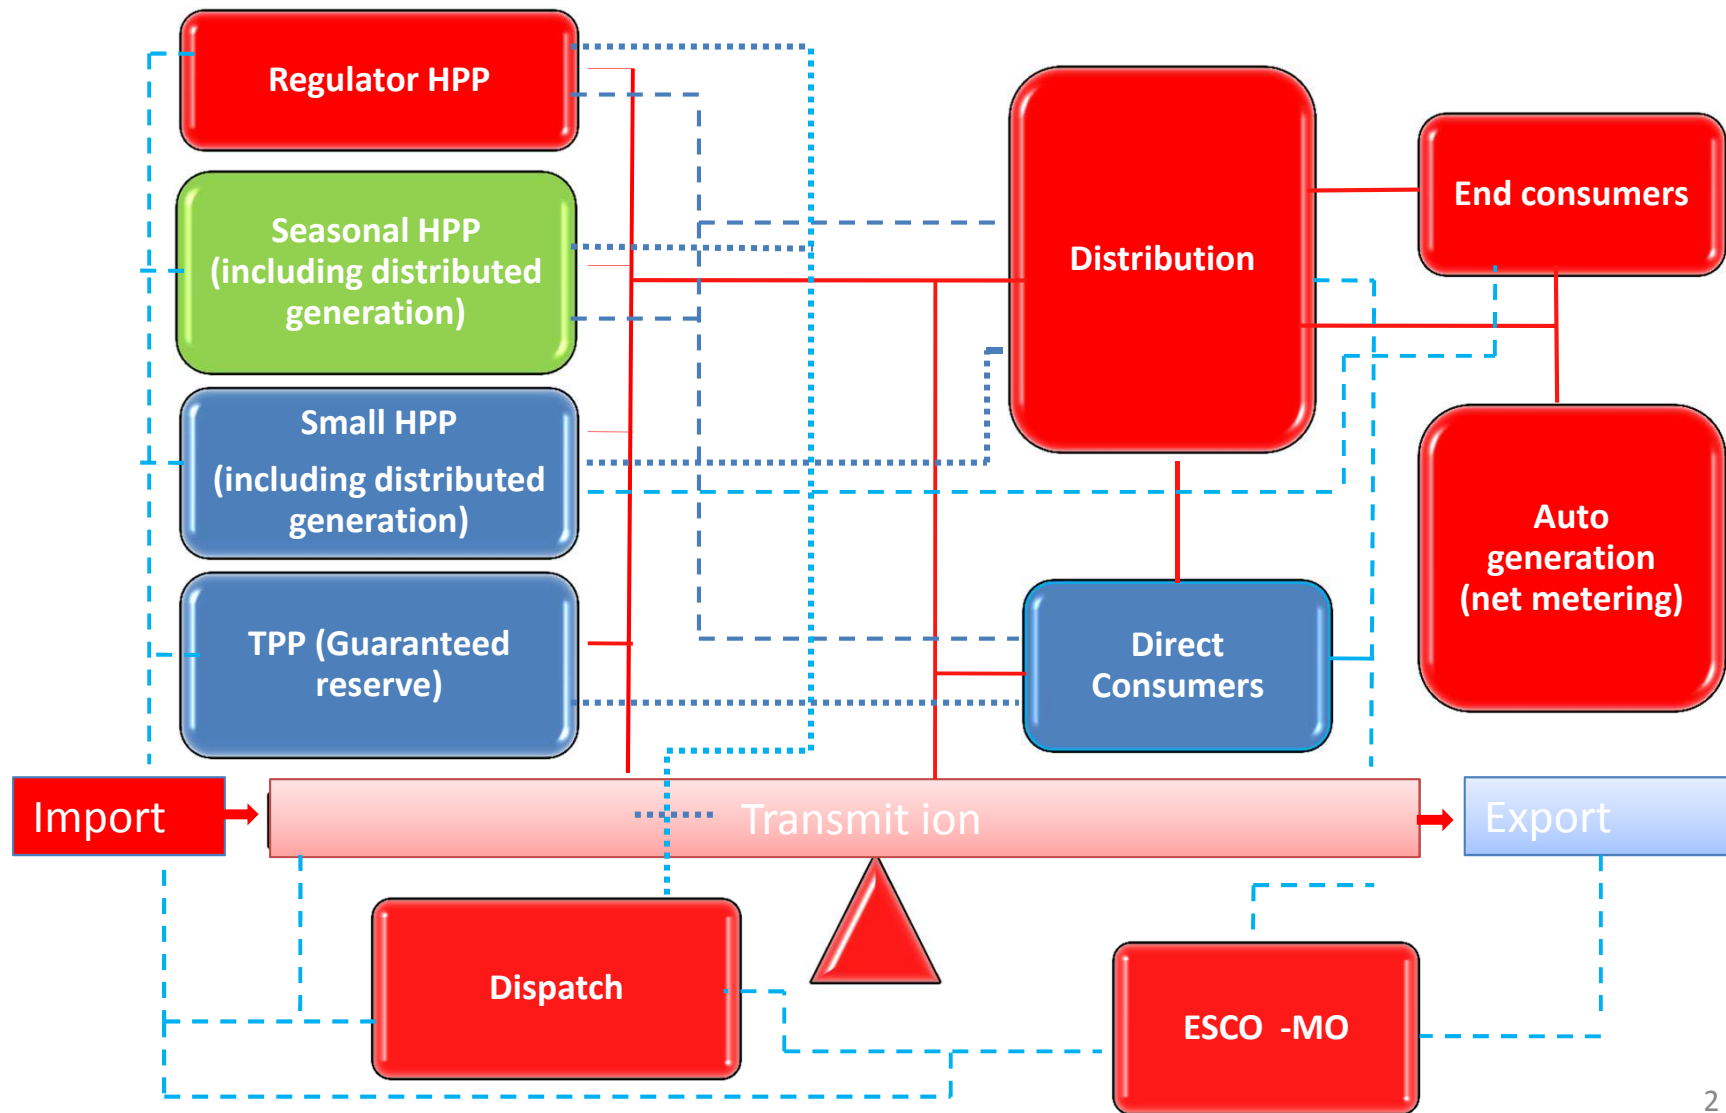 Regulator HPP
Seasonal HPP
(including distributed
generation)
Small HPP
(including distributed
generation)
TPP (Guaranteed
reserve)
Distribution
End consumers
Auto
generation
(net metering)
Direct
Consumers
Import
Transmit ion
Export
Dispatch
ESCO -MO
2